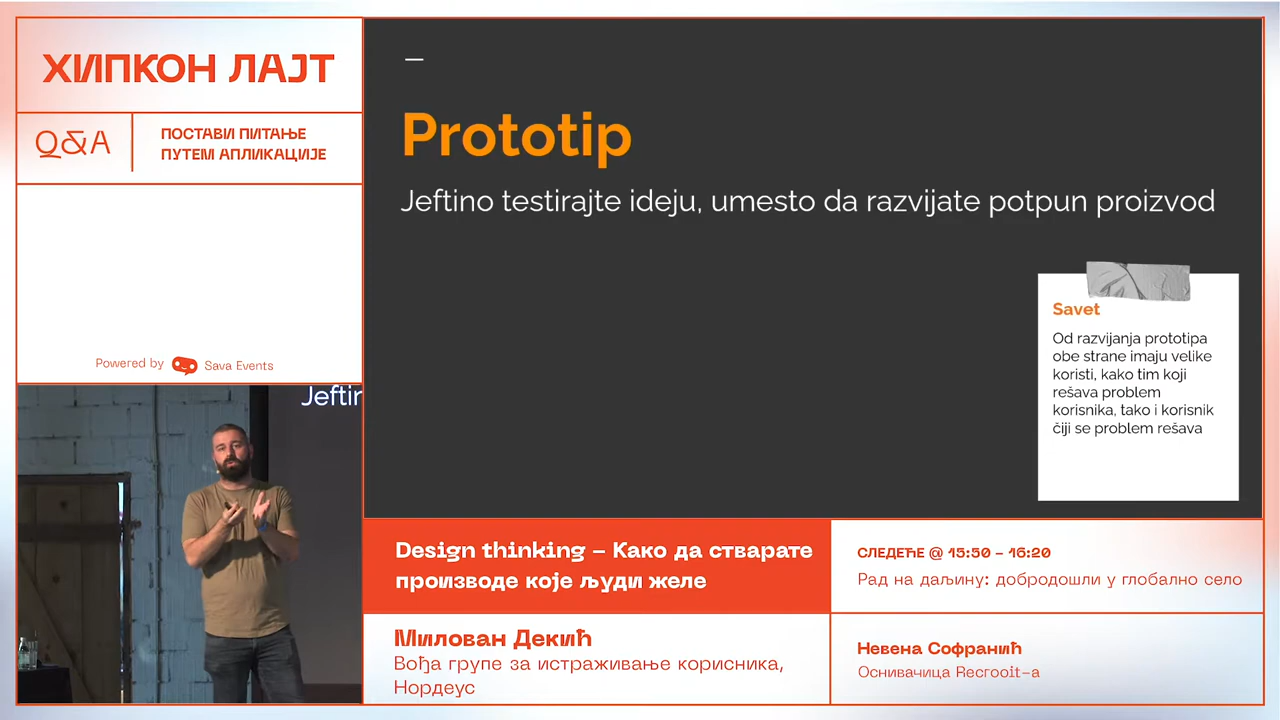 ХИПКОН ЛАЈТ
Q&A
ПОСТАВИ ПИТАЊЕ
ПУТЕМ АПЛИКАЦИЈЕ
Powered by Sava Events
Jeftin
Prototip
Jeftino testirajte ideju, umesto da razvijate potpun proizvod
Savet
Od razvijanja prototipa
obe strane imaju velike
koristi, kako tim koji
rešava problem
korisnika, tako i korisnik
čiji se problem rešava
Design thinking – Како да стварате
производе које људи желе
Милован Декић
Вођа групе за истраживање корисника,
Нордеус
СЛЕДЕЋЕ @ 15:50 – 16:20
Рад на даљину: добродошли у глобално село
Невена Софранић
Оснивачица Recrooit-a